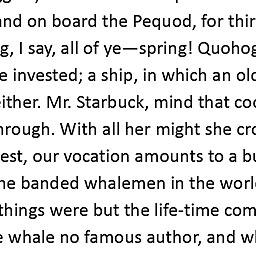 and on board the Pequod, for thir
g, I say, all of ye—spring! Quohog
e invested; a ship, in which an old
either. Mr. Starbuck, mind that coo
hrough. With all her might she cro
est, our vocation amounts to a bu
he banded whalemen in the worl
things were but the life-time com
e whale no famous author, and wh